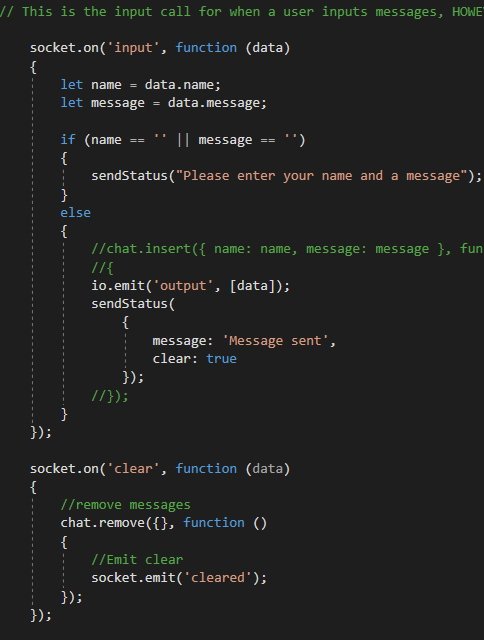 // This is the input call for when a user inputs messages,
socket.on('input', function (data)
{
let name = data.name;
let message = data.message;
if (name == '' || message == '')
{
sendStatus("Please enter your name and a message");
}
else
{
//chat.insert({ name: name, message: message }, fun
//{
io.emit('output', [data]);
sendStatus(
{
message: 'Message sent',
clear: true
});
//});
}
});
socket.on('clear', function (data)
{
//remove messages
chat.remove({}, function ()
{
//Emit clear
socket.emit('cleared');
});
});